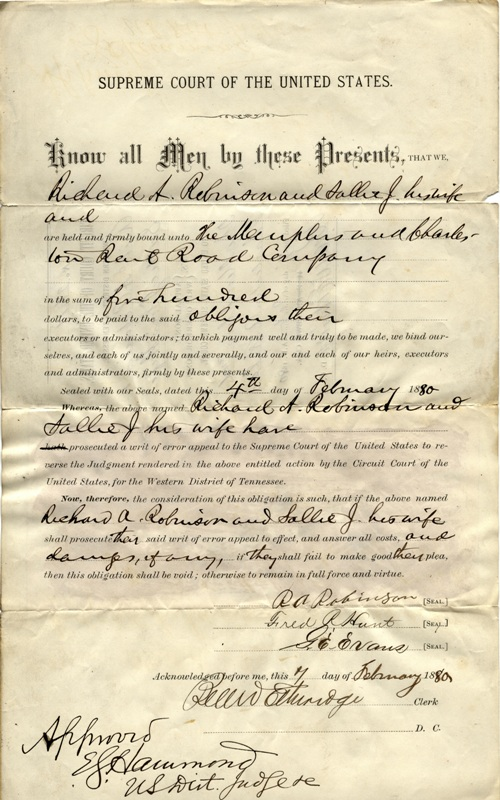 SUPREME COURT OF THE UNITED STATES.
Know all Men by these Presents, THAT WE,
Richard A. Robinson and Sallie J. his wife
and
are held and firmly bound unto The Memphis and Charles-
ton Rail Road Company
in the sum of five hundred
dollars, to be paid to the said obligors their
executors or administrators; to which payment well and truly to be made, we bind our-
selves, and each of us jointly and severally, and our and each of our heirs, executors
and administrators, firmly by these presents.
Sealed with our Seals, dated this 4th day of February 1880
Whereas, the above named Richard A. Robinson and
Sallie J his wife have
hath prosecuted a writ of error appeal to the Supreme Court of the United States to re-
verse the Judgment rendered in the above entitled action by the Circuit Court of the
United States, for the Western District of Tennessee.
Now, therefore, the consideration of this obligation is such, that if the above named
Richard A. Robinson and Sallie J. his wife
shall prosecute their said writ of error appeal to effect, and answer all costs, and
damges, if any, if they shall fail to make good their plea,
then this obligation shall be void; otherwise to remain in full force and virtue.
R A Robinson [SEAL]
Fred R Hunt [SEAL]
G. E. Evans [SEAL]
Acknowledged before me, this 7 day of February 1880
Etheridge Clerk
D. C.
Approved
E S Hammond
US Dist. Judge